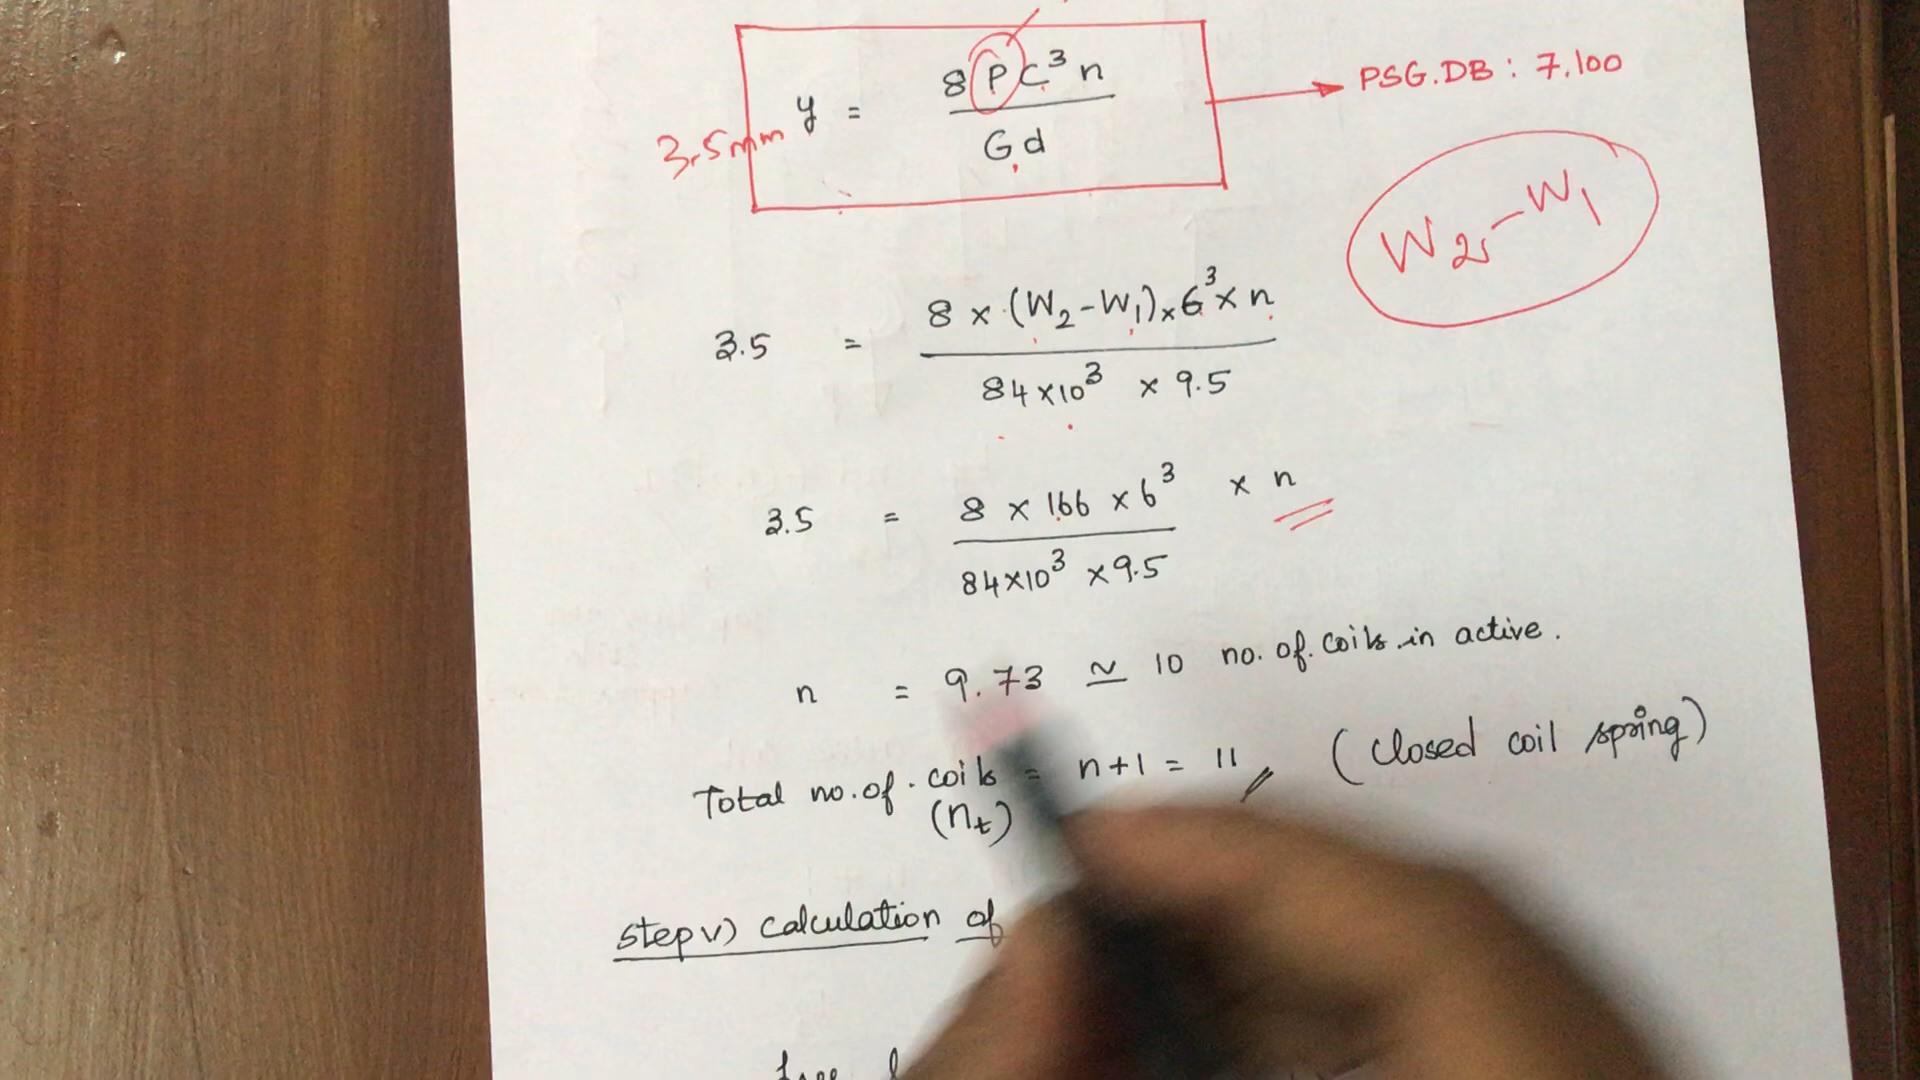 y = 8PC³n / Gd
PSG.DB : 7.100
3.5mm
W₂ - W₁
3.5 = 8 × (W₂-W₁) × 6³ × n / 84×10³ × 9.5
3.5 = 8 × 166 × 6³ / 84×10³ × 9.5 × n
n = 9.73 ≃ 10 no. of. coils in active.
Total no. of. coils = n+1 = 11 (closed coil spring)
(nₜ)
step v) calculation of
free